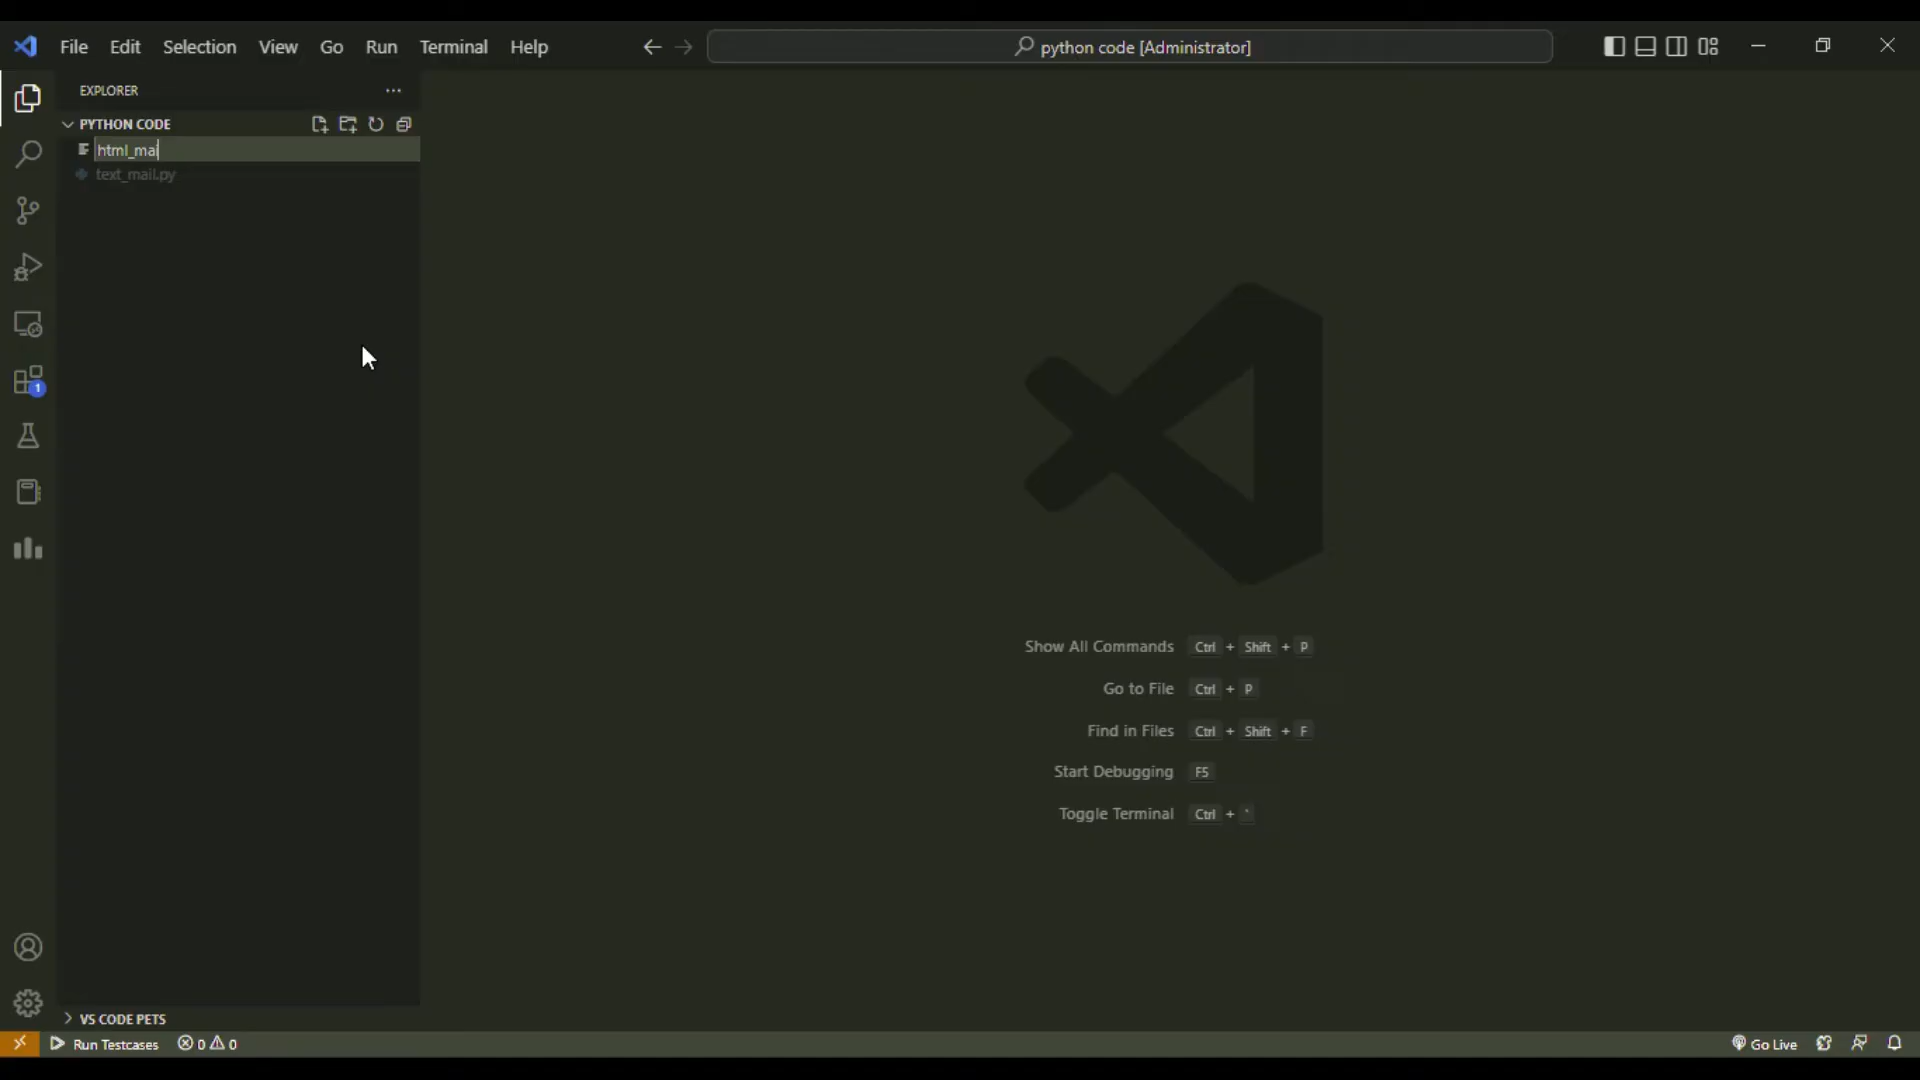 File Edit Selection View Go Run Terminal Help
python code [Administrator]
EXPLORER
PYTHON CODE
html_mai
text_mail.py
1
Show All Commands Ctrl + Shift + P
Go to File Ctrl + P
Find in Files Ctrl + Shift + F
Start Debugging F5
Toggle Terminal Ctrl + `
VS CODE PETS
Run Testcases 0 0
Go Live